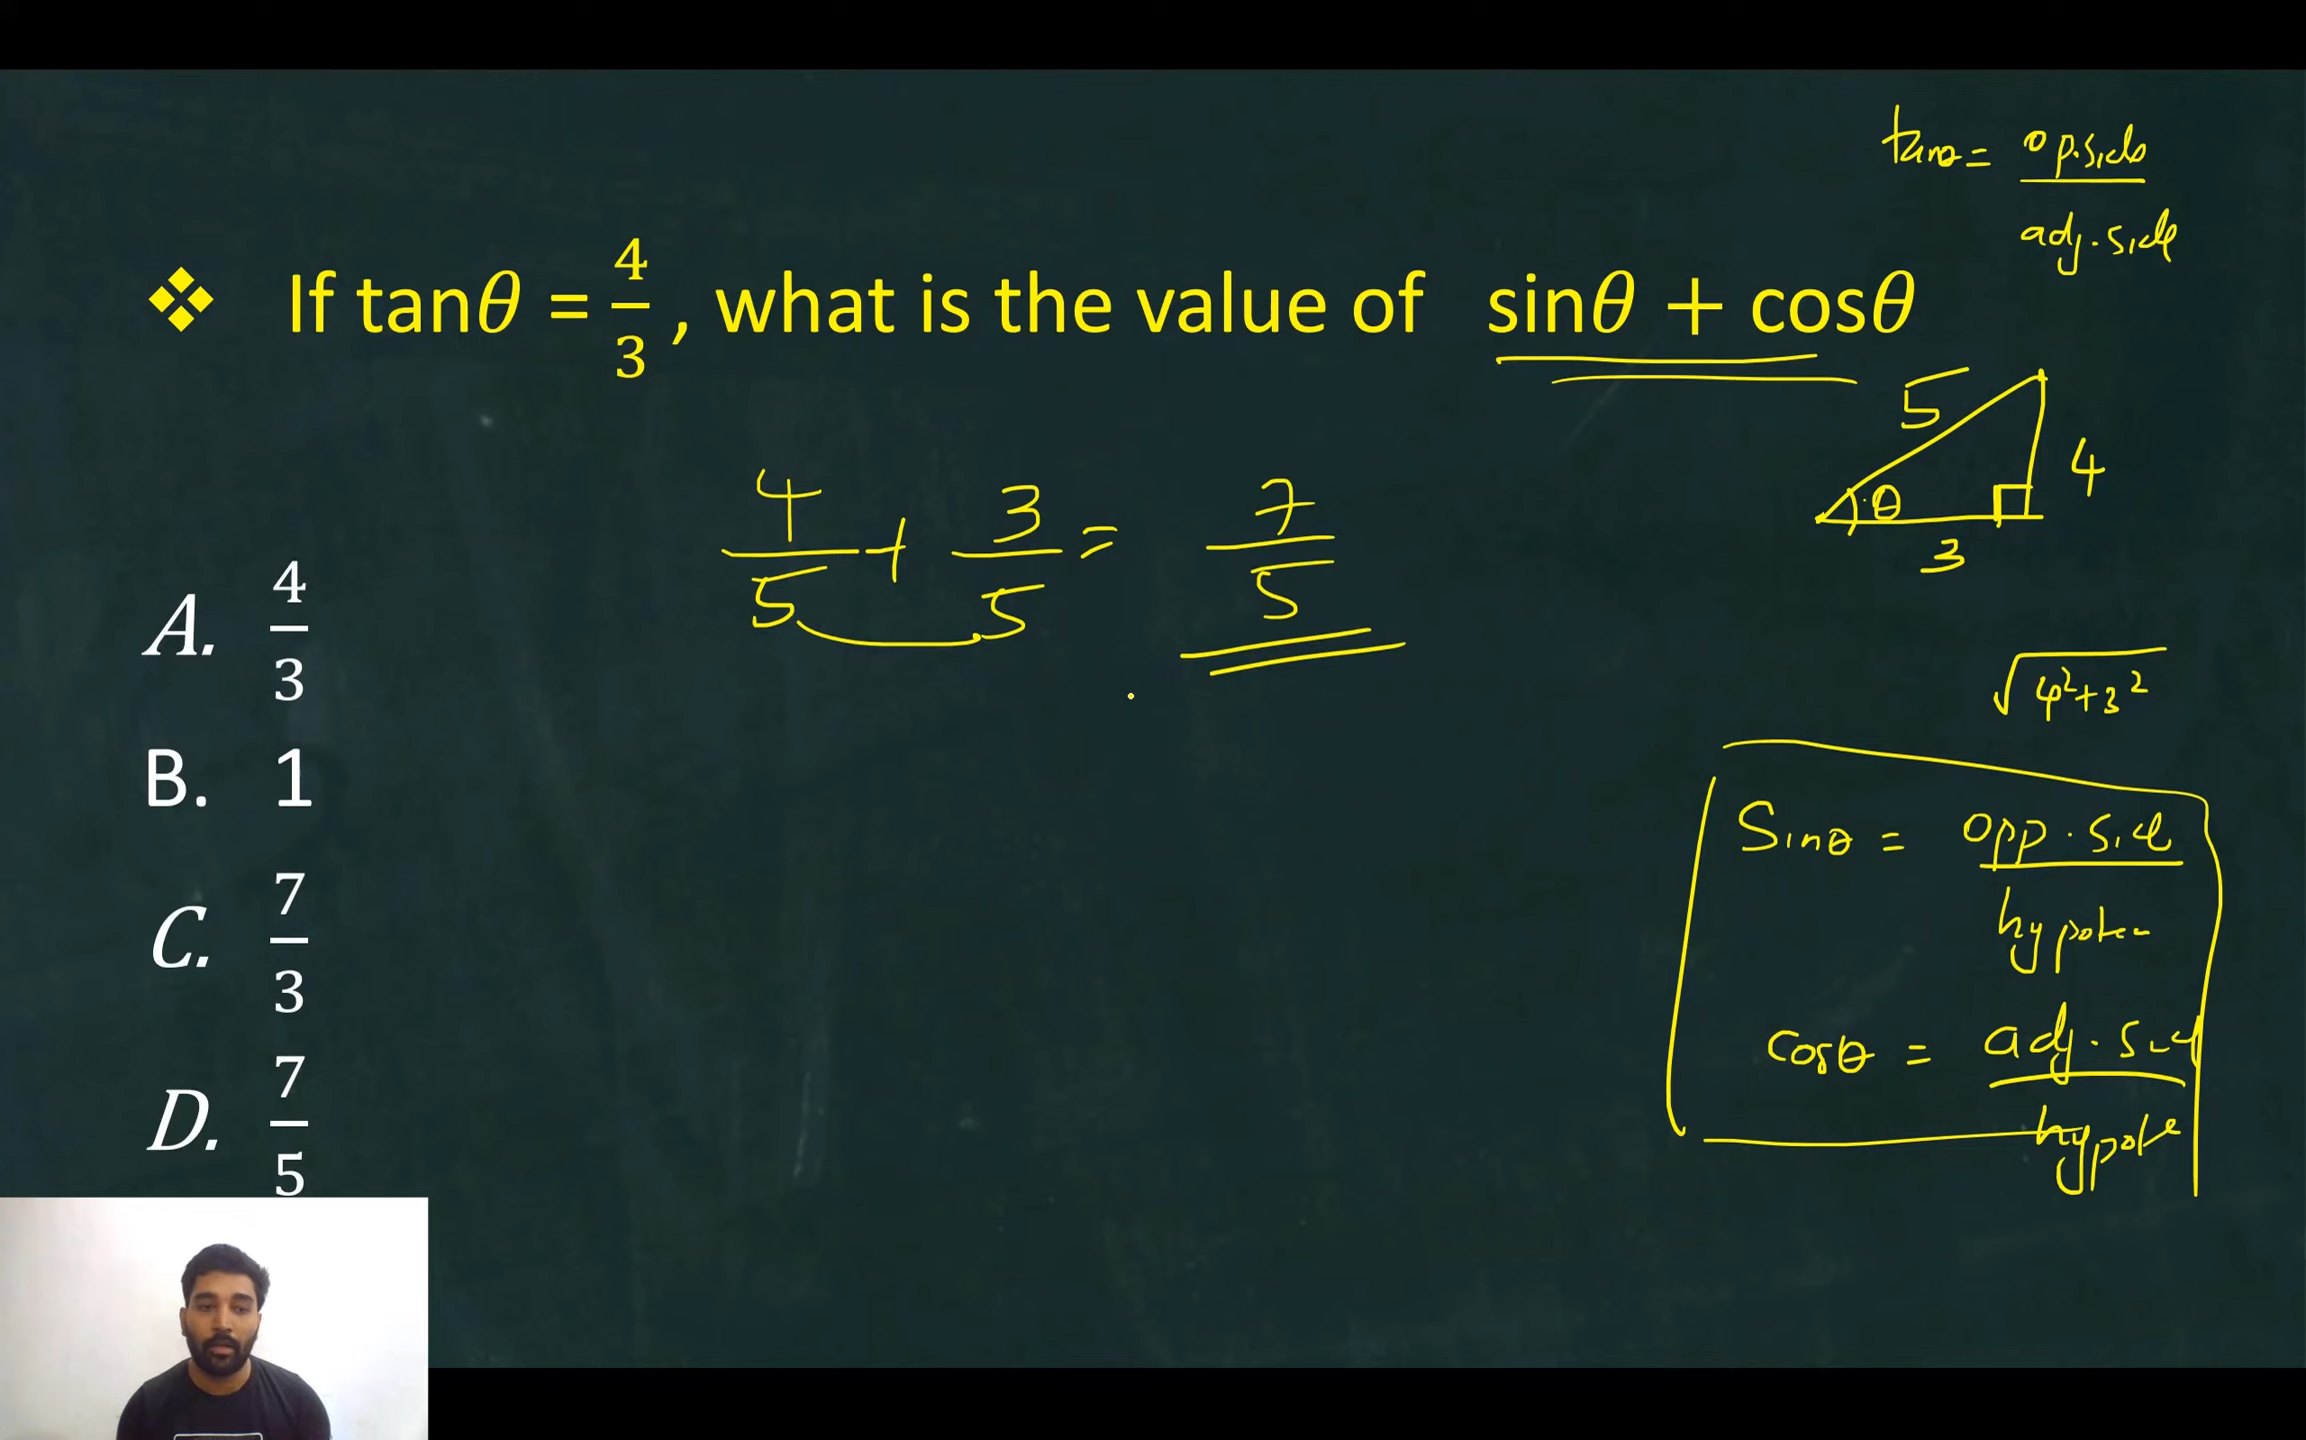 tanθ = op.side / adj.side
❖ If tanθ = 4/3 , what is the value of sinθ + cosθ
5
4
θ
3
4/5 + 3/5 = 7/5
A. 4/3
√4²+3²
B. 1
Sinθ = opp.side / hypoten
C. 7/3
cosθ = adj.side / hypote
D. 7/5